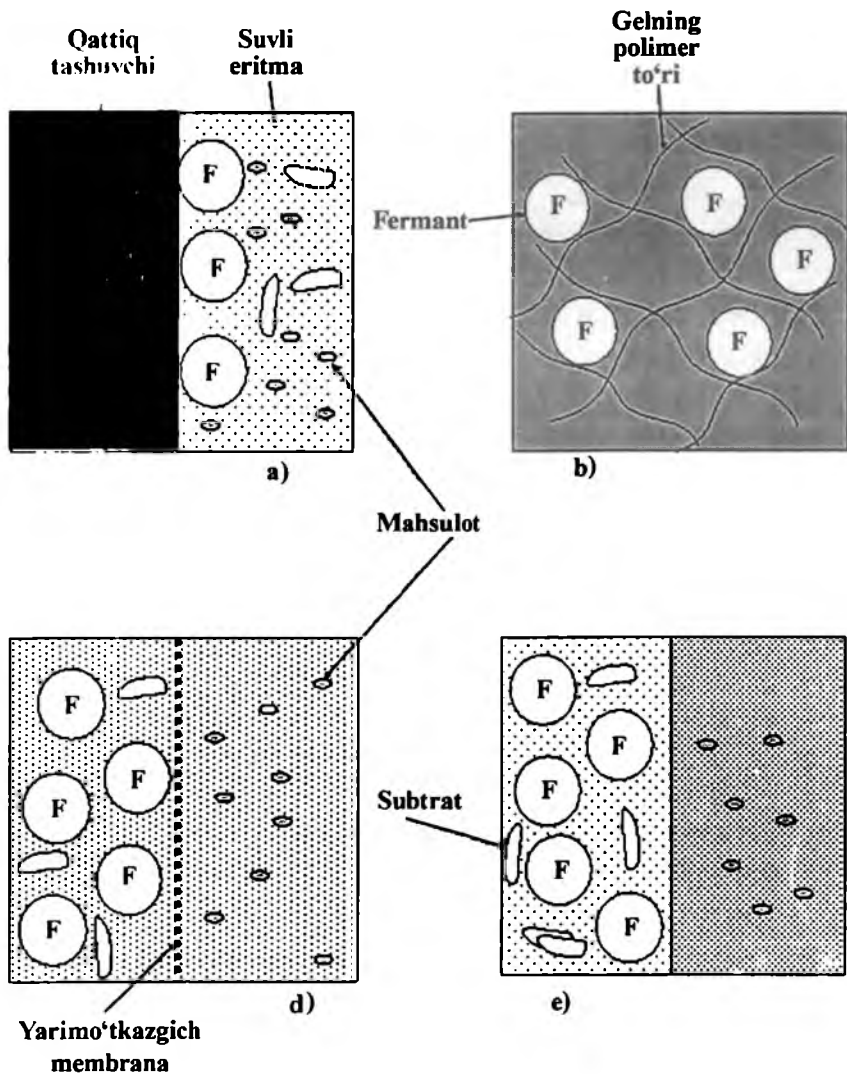 Qattiq
tashuvchi
Suvli
eritma
Gelning
polimer
to‘ri
F
F
F
Fermant
F
F
F
F
F
a)
b)
Mahsulot
F
F
F
F
F
Subtrat
F
F
F
F
F
d)
e)
Yarimo‘tkazgich
membrana